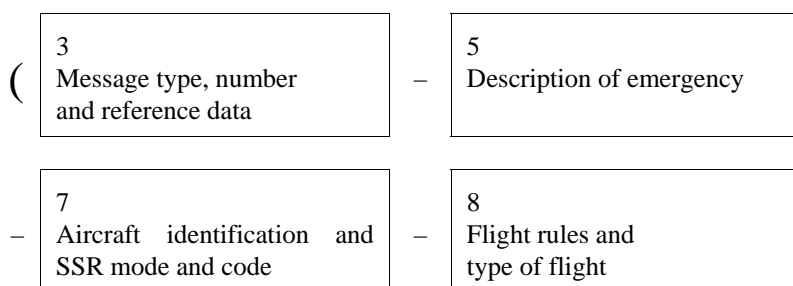 ( 3 – 5
Message type, number Description of emergency
and reference data
– 7 – 8
Aircraft identification and Flight rules and
SSR mode and code type of flight